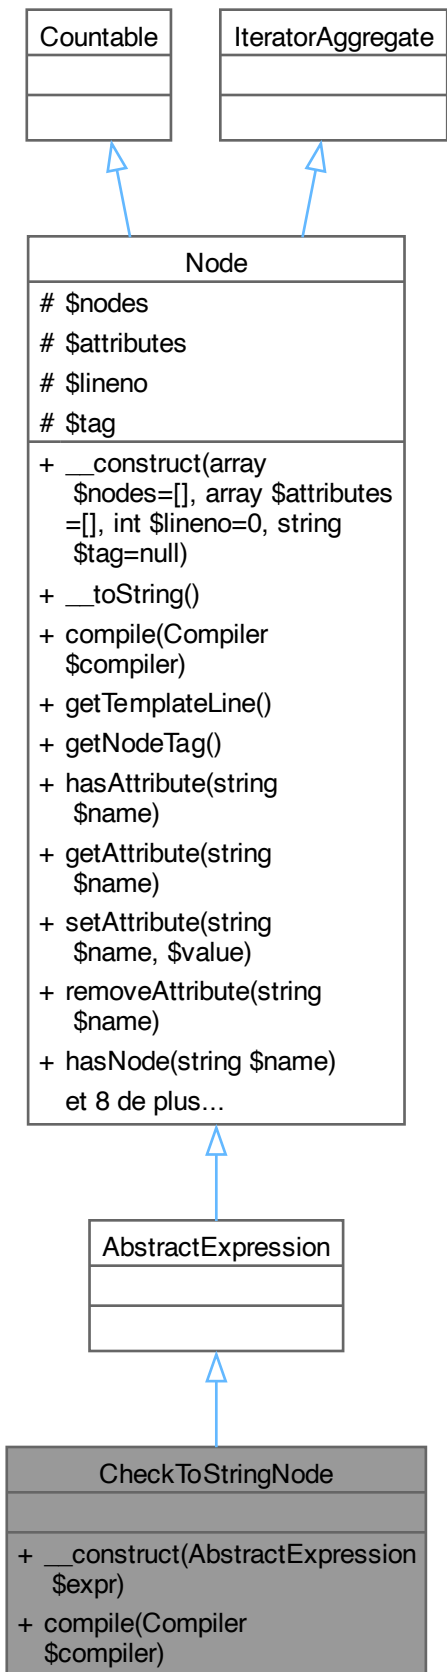 Countable
IteratorAggregate
Node
# $nodes
# $attributes
# $lineno
# $tag
+ __construct(array
$nodes=[], array $attributes
=[], int $lineno=0, string
$tag=null)
+ __toString()
+ compile(Compiler
$compiler)
+ getTemplateLine()
+ getNodeTag()
+ hasAttribute(string
$name)
+ getAttribute(string
$name)
+ setAttribute(string
$name, $value)
+ removeAttribute(string
$name)
+ hasNode(string $name)
et 8 de plus...
AbstractExpression
CheckToStringNode
+ __construct(AbstractExpression
$expr)
+ compile(Compiler
$compiler)